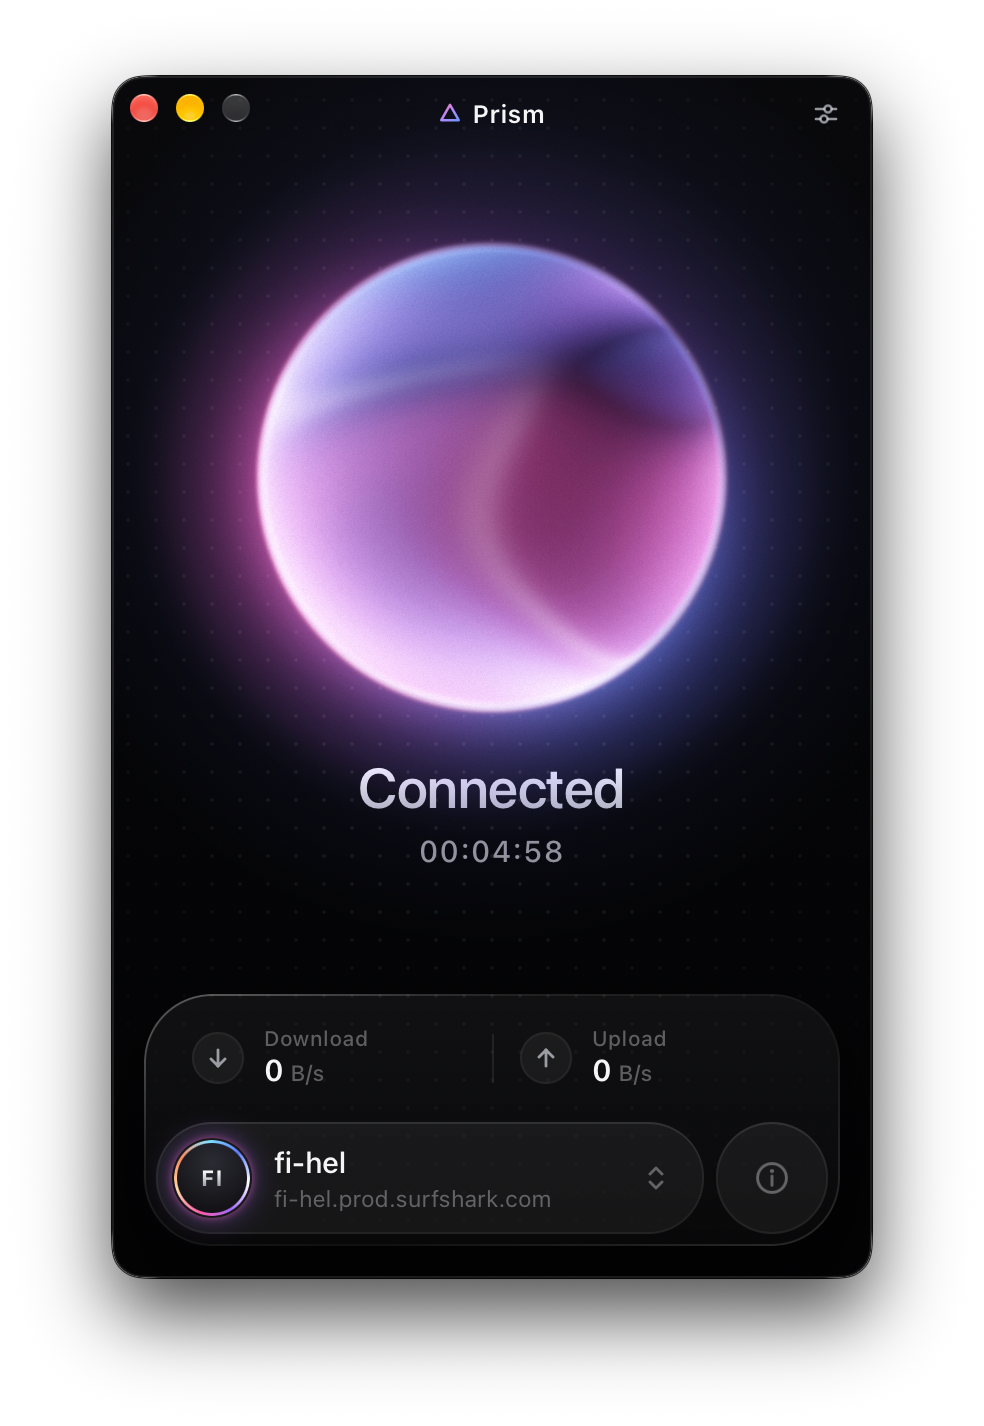 Prism
Connected
00:04:58
Download
0 B/s
Upload
0 B/s
FI
fi-hel
fi-hel.prod.surfshark.com